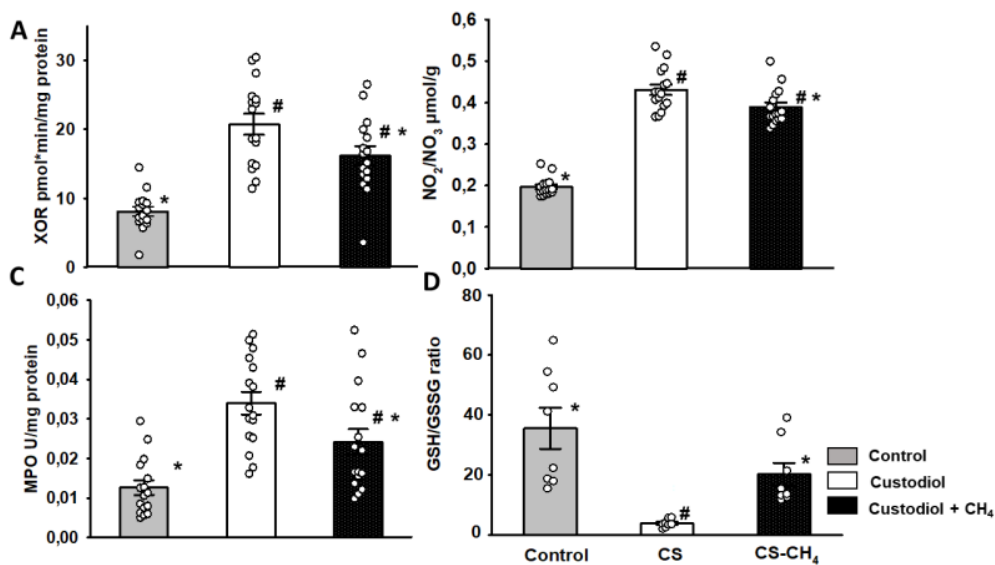 A
XOR pmol*min/mg protein
30
20
10
0
*
#
# *
NO₂/NO₃ µmol/g
0,6
0,5
0,4
0,3
0,2
0,1
0,0
*
#
# *
C
MPO U/mg protein
0,06
0,05
0,04
0,03
0,02
0,01
0,00
*
#
# *
D
GSH/GSSG ratio
80
60
40
20
0
*
#
*
Control
CS
CS-CH₄
Control
Custodiol
Custodiol + CH₄